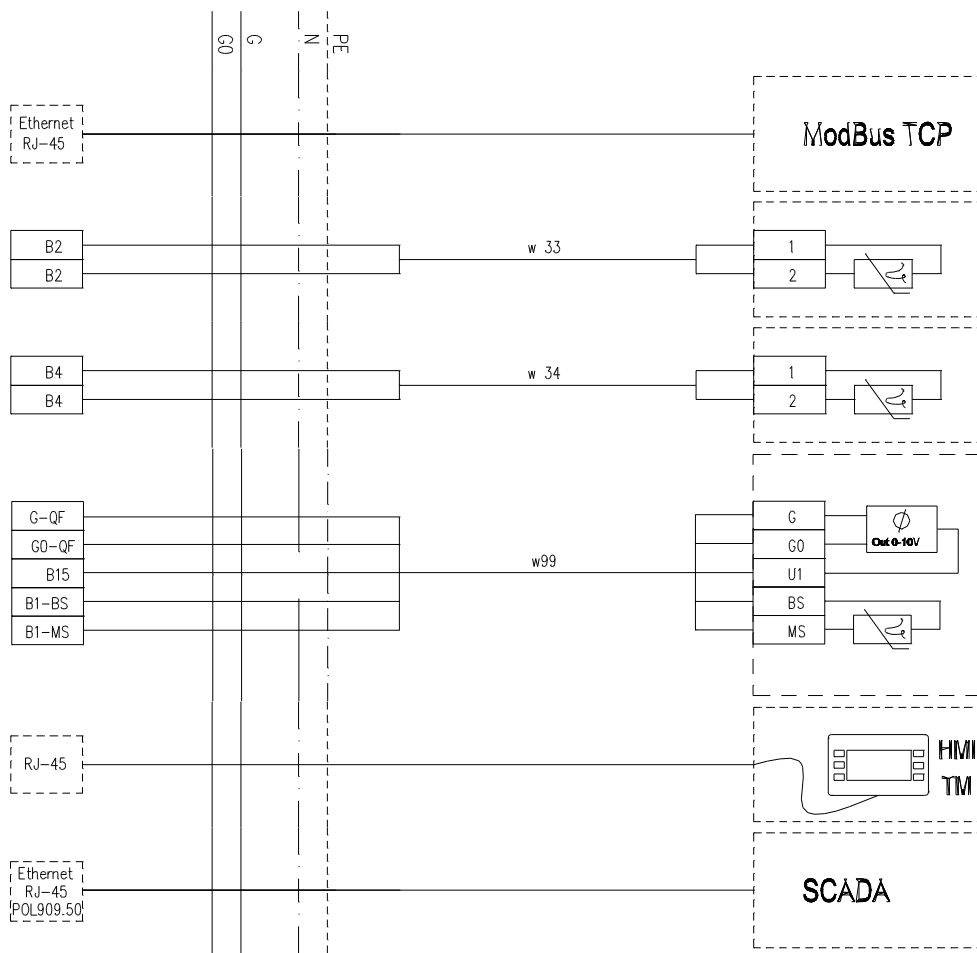 G0
G
N
PE
Ethernet
RJ-45
ModBus TCP
B2
B2
w 33
1
2
B4
B4
w 34
1
2
G-QF
G0-QF
B15
B1-BS
B1-MS
w99
G
G0
U1
BS
MS
Out 0-10V
RJ-45
HMI
TM
Ethernet
RJ-45
POL909.50
SCADA